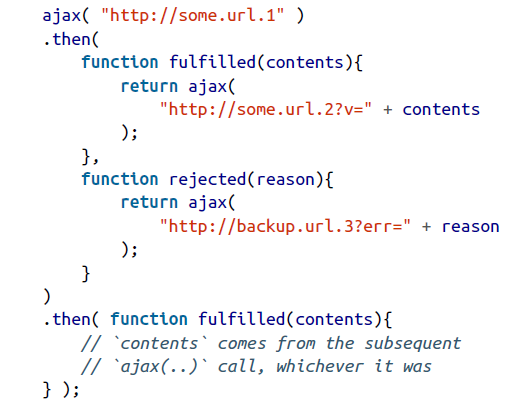 ajax( "http://some.url.1" )
.then(
    function fulfilled(contents){
        return ajax(
            "http://some.url.2?v=" + contents
        );
    },
    function rejected(reason){
        return ajax(
            "http://backup.url.3?err=" + reason
        );
    }
)
.then( function fulfilled(contents){
    // `contents` comes from the subsequent
    // `ajax(..)` call, whichever it was
} );